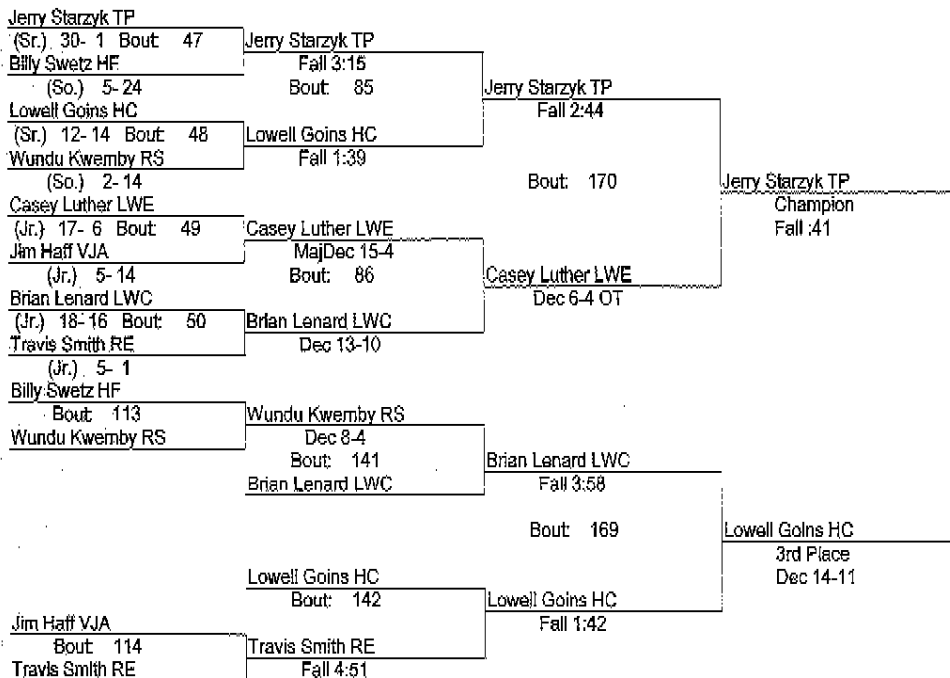 Jerry Starzyk TP
(Sr.) 30- 1 Bout: 47 Jerry Starzyk TP
Billy Swetz HF Fall 3:15
(So.) 5-24 Bout: 85 Jerry Starzyk TP
Lowell Goins HC Fall 2:44
(Sr.) 12-14 Bout: 48 Lowell Goins HC
Wundu Kwemby RS Fall 1:39
(So.) 2-14 Bout: 170 Jerry Starzyk TP
Casey Luther LWE Champion
(Jr.) 17- 6 Bout: 49 Casey Luther LWE Fall :41
Jim Haff VJA MajDec 15-4
(Jr.) 5-14 Bout: 86 Casey Luther LWE
Brian Lenard LWC Dec 6-4 OT
(Jr.) 18-16 Bout: 50 Brian Lenard LWC
Travis Smith RE Dec 13-10
(Jr.) 5- 1
Billy Swetz HF
Bout: 113 Wundu Kwemby RS
Wundu Kwemby RS Dec 8-4
Bout: 141 Brian Lenard LWC
Brian Lenard LWC Fall 3:58
Bout: 169 Lowell Goins HC
3rd Place
Lowell Goins HC Dec 14-11
Bout: 142 Lowell Goins HC
Jim Haff VJA Fall 1:42
Bout: 114 Travis Smith RE
Travis Smith RE Fall 4:51